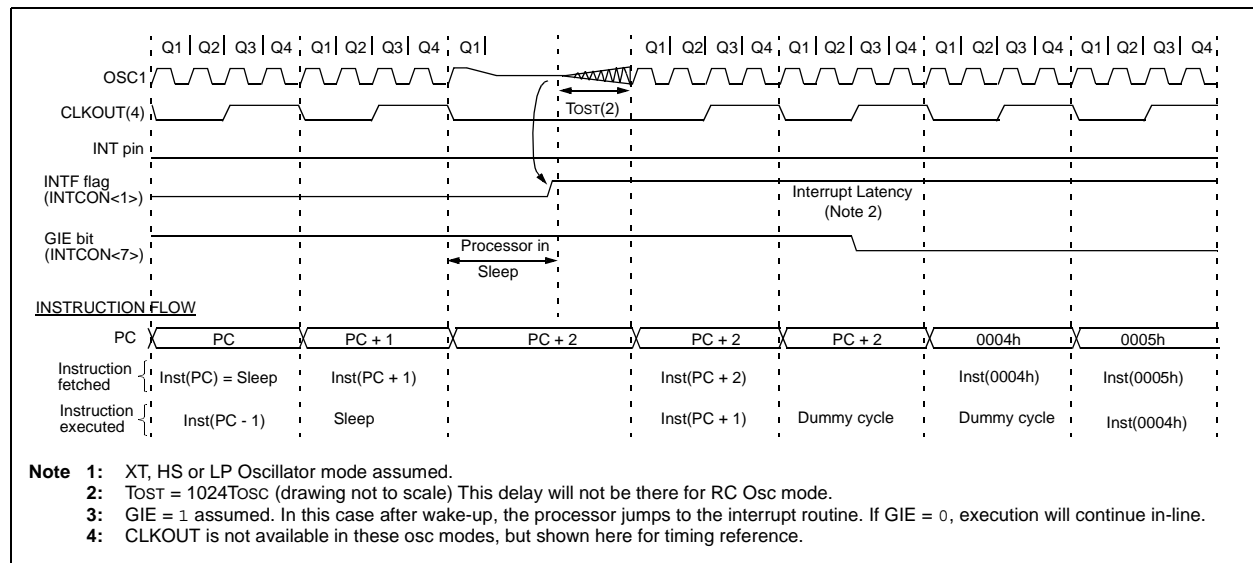 Q1 Q2 Q3 Q4 Q1 Q2 Q3 Q4 Q1 Q1 Q2 Q3 Q4 Q1 Q2 Q3 Q4 Q1 Q2 Q3 Q4 Q1 Q2 Q3 Q4
OSC1
CLKOUT(4)
TOST(2)
INT pin
INTF flag
(INTCON<1>)
Interrupt Latency
(Note 2)
GIE bit
(INTCON<7>)
Processor in
Sleep
INSTRUCTION FLOW
PC PC PC + 1 PC + 2 PC + 2 PC + 2 0004h 0005h
Instruction
fetched
Inst(PC) = Sleep Inst(PC + 1) Inst(PC + 2) Inst(0004h) Inst(0005h)
Instruction
executed
Inst(PC - 1) Sleep Inst(PC + 1) Dummy cycle Dummy cycle Inst(0004h)
Note 1: XT, HS or LP Oscillator mode assumed.
2: TOST = 1024TOSC (drawing not to scale) This delay will not be there for RC Osc mode.
3: GIE = 1 assumed. In this case after wake-up, the processor jumps to the interrupt routine. If GIE = 0, execution will continue in-line.
4: CLKOUT is not available in these osc modes, but shown here for timing reference.